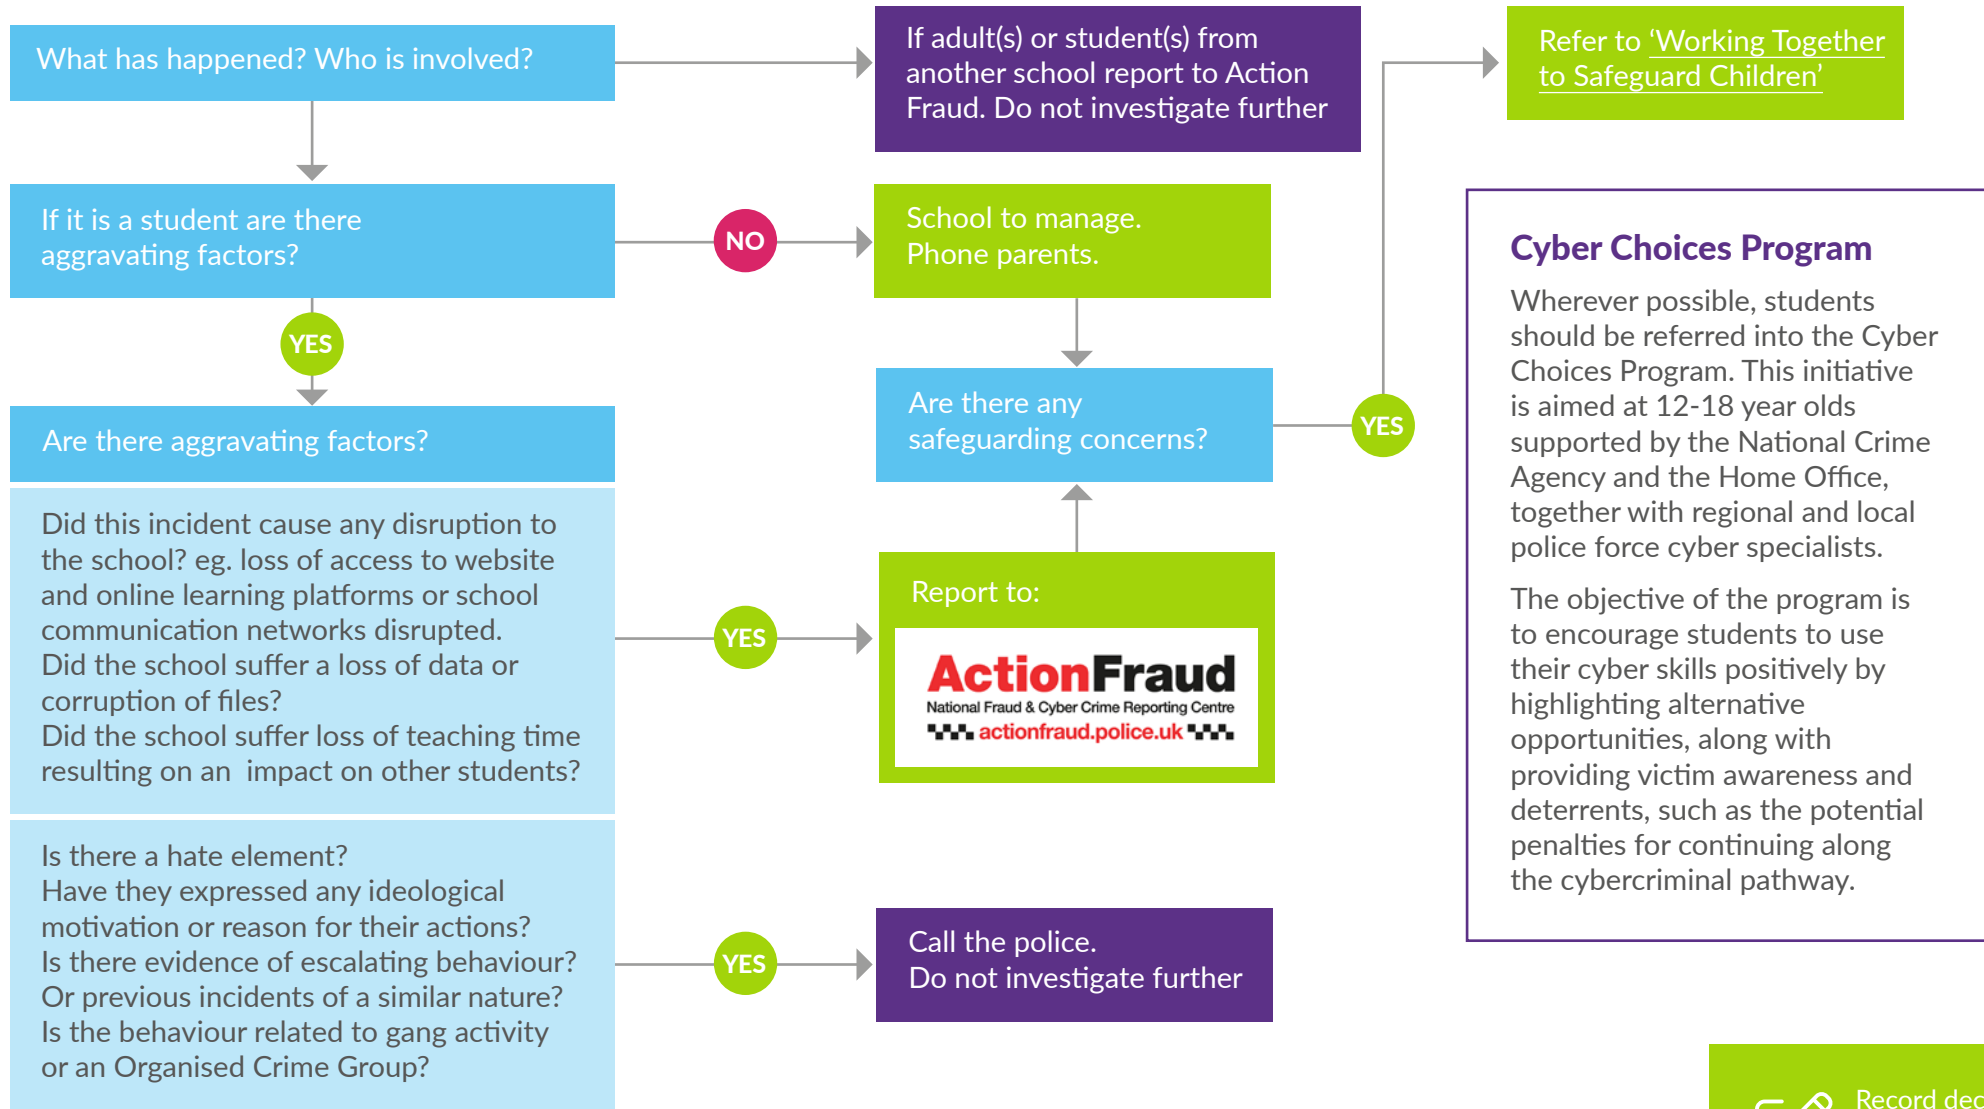 What has happened? Who is involved?
If adult(s) or student(s) from
another school report to Action
Fraud. Do not investigate further
Refer to ‘Working Together
to Safeguard Children’
If it is a student are there
aggravating factors?
NO
School to manage.
Phone parents.
YES
Are there any
safeguarding concerns?
YES
Are there aggravating factors?
Did this incident cause any disruption to
the school? eg. loss of access to website
and online learning platforms or school
communication networks disrupted.
Did the school suffer a loss of data or
corruption of files?
Did the school suffer loss of teaching time
resulting on an impact on other students?
YES
Report to:
ActionFraud
National Fraud & Cyber Crime Reporting Centre
actionfraud.police.uk
Is there a hate element?
Have they expressed any ideological
motivation or reason for their actions?
Is there evidence of escalating behaviour?
Or previous incidents of a similar nature?
Is the behaviour related to gang activity
or an Organised Crime Group?
YES
Call the police.
Do not investigate further
Cyber Choices Program
Wherever possible, students
should be referred into the Cyber
Choices Program. This initiative
is aimed at 12-18 year olds
supported by the National Crime
Agency and the Home Office,
together with regional and local
police force cyber specialists.
The objective of the program is
to encourage students to use
their cyber skills positively by
highlighting alternative
opportunities, along with
providing victim awareness and
deterrents, such as the potential
penalties for continuing along
the cybercriminal pathway.
Record